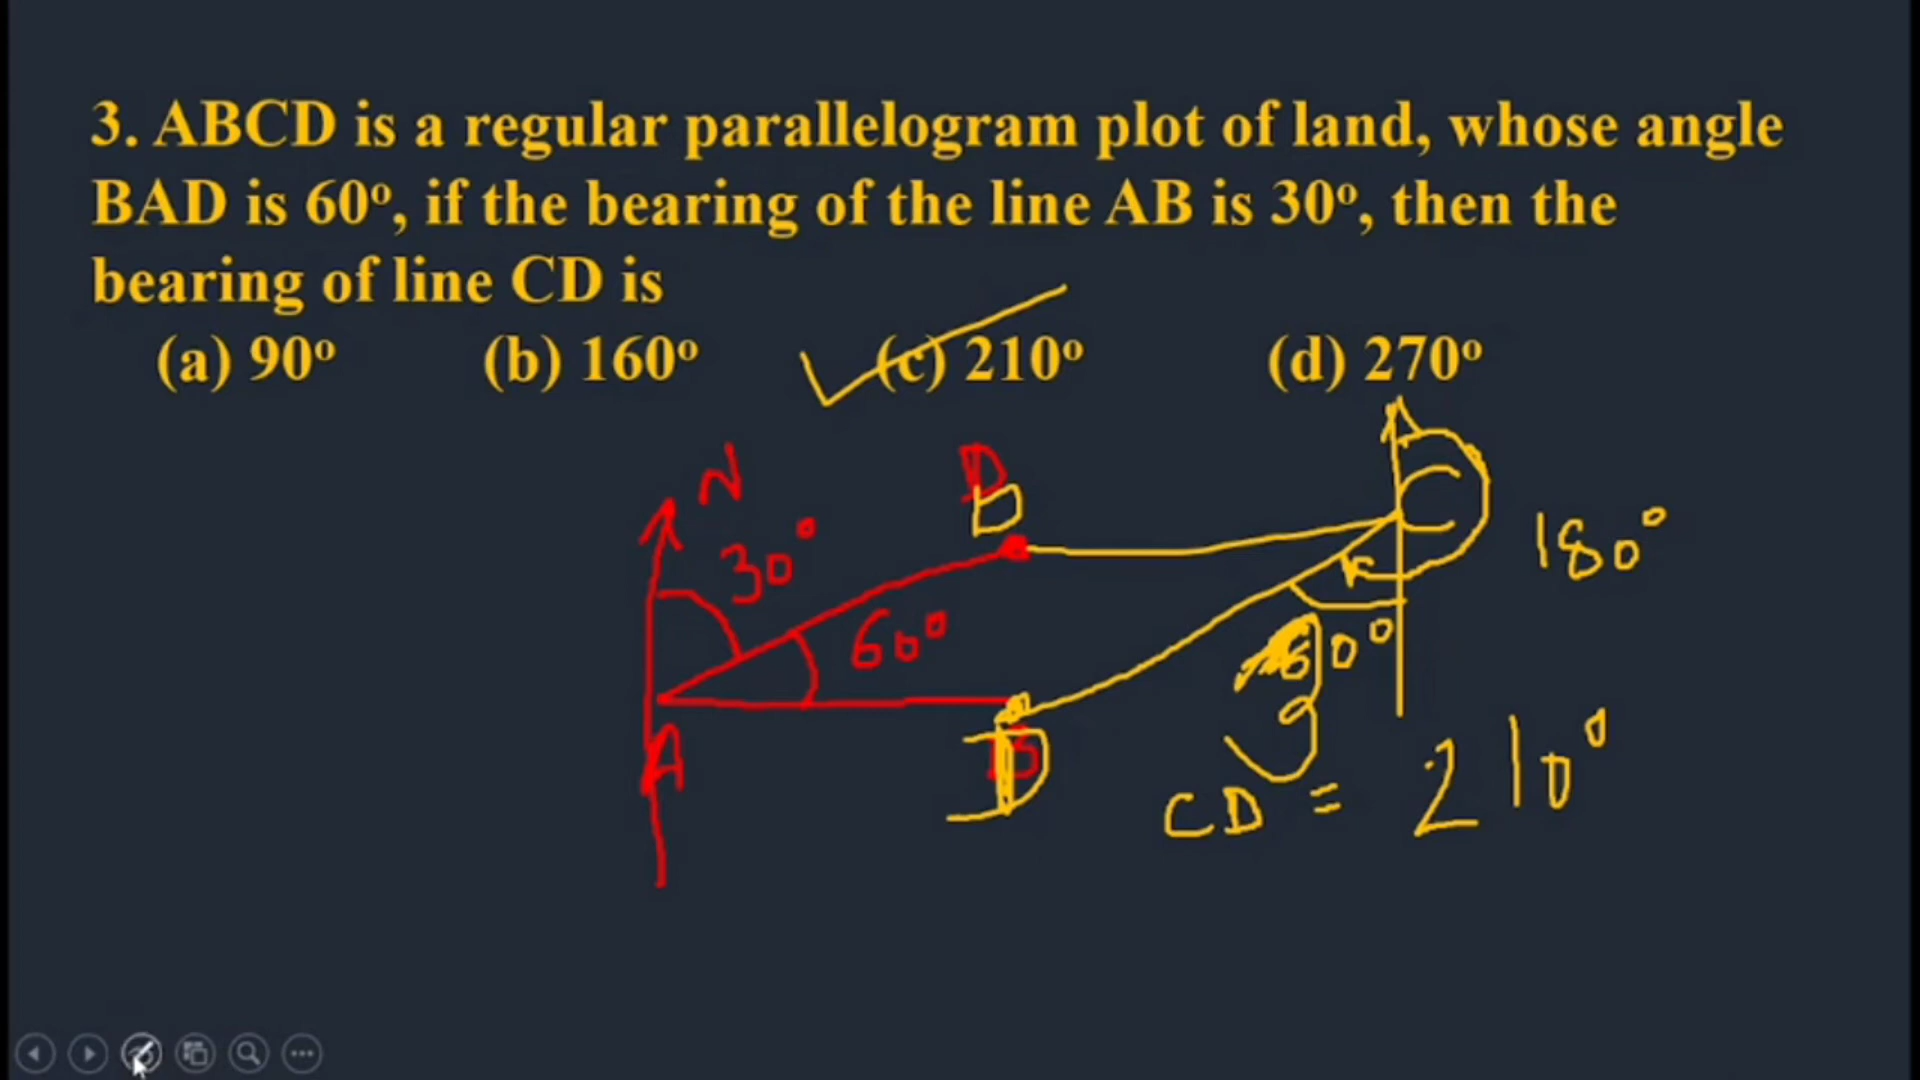 3. ABCD is a regular parallelogram plot of land, whose angle
BAD is 60º, if the bearing of the line AB is 30º, then the
bearing of line CD is
(a) 90º (b) 160º (c) 210º (d) 270º
N
30°
D
60°
C
180°
30°
A
D
CD = 210°